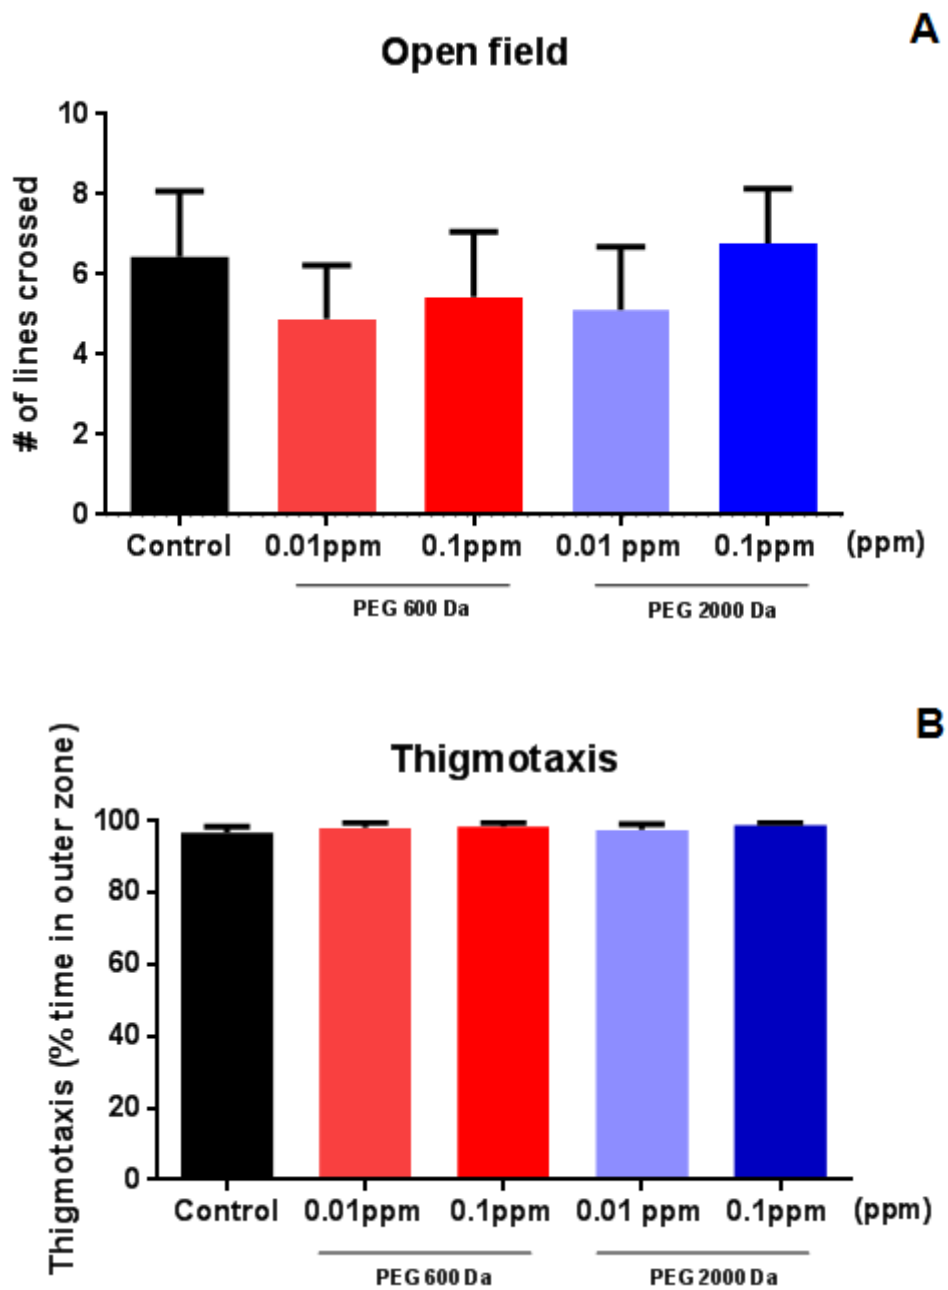 A
Open field
# of lines crossed
10
8
6
4
2
0
Control 0.01ppm 0.1ppm 0.01 ppm 0.1ppm (ppm)
PEG 600 Da PEG 2000 Da
B
Thigmotaxis
Thigmotaxis (% time in outer zone)
100
80
60
40
20
0
Control 0.01ppm 0.1ppm 0.01 ppm 0.1ppm (ppm)
PEG 600 Da PEG 2000 Da